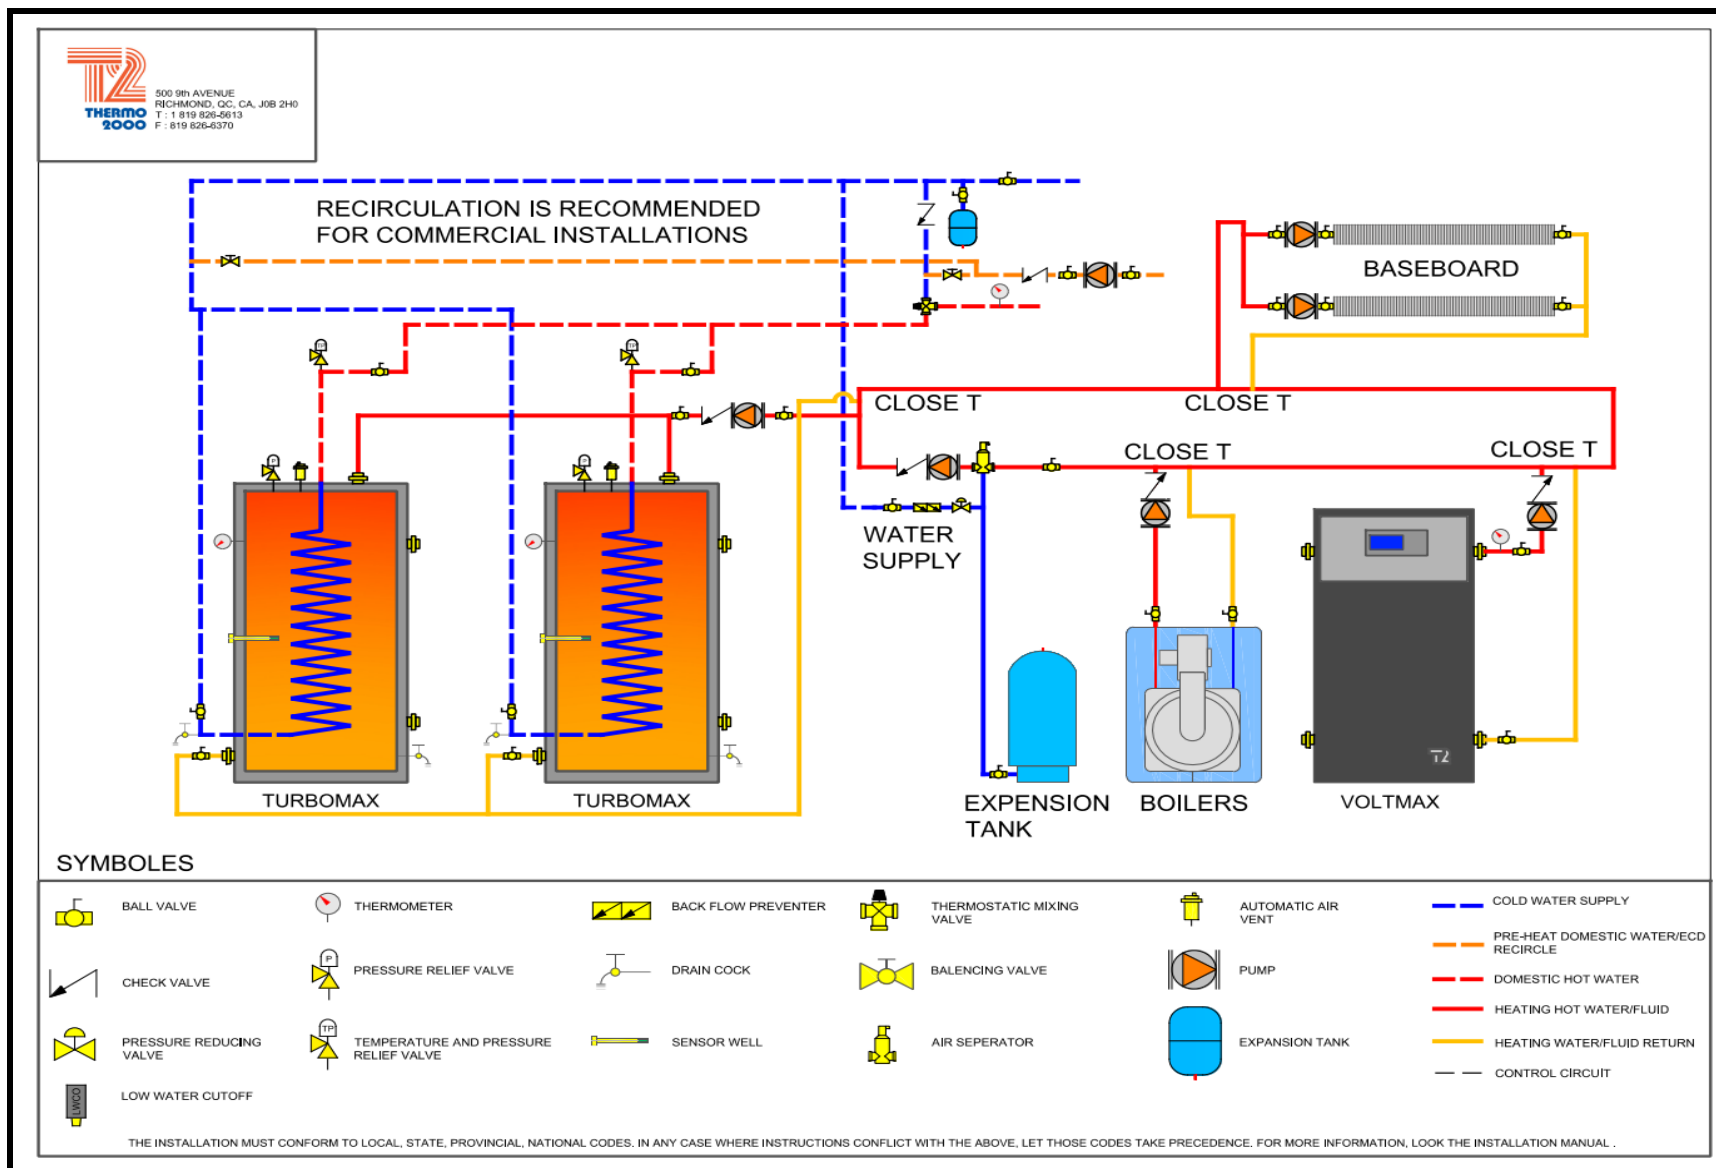 T2
THERMO
2000
500 9th AVENUE
RICHMOND, QC, CA, J0B 2H0
T : 1 819 826-5613
F : 819 826-6370
RECIRCULATION IS RECOMMENDED
FOR COMMERCIAL INSTALLATIONS
BASEBOARD
TP
TP
CLOSE T
CLOSE T
CLOSE T
CLOSE T
P
P
WATER
SUPPLY
T2
TURBOMAX
TURBOMAX
EXPENSION
TANK
BOILERS
VOLTMAX
SYMBOLES
BALL VALVE
THERMOMETER
BACK FLOW PREVENTER
THERMOSTATIC MIXING
VALVE
AUTOMATIC AIR
VENT
COLD WATER SUPPLY
PRE-HEAT DOMESTIC WATER/ECD
RECIRCLE
CHECK VALVE
P
PRESSURE RELIEF VALVE
DRAIN COCK
BALENCING VALVE
PUMP
DOMESTIC HOT WATER
HEATING HOT WATER/FLUID
PRESSURE REDUCING
VALVE
TP
TEMPERATURE AND PRESSURE
RELIEF VALVE
SENSOR WELL
AIR SEPERATOR
EXPANSION TANK
HEATING WATER/FLUID RETURN
CONTROL CIRCUIT
LWCO
LOW WATER CUTOFF
THE INSTALLATION MUST CONFORM TO LOCAL, STATE, PROVINCIAL, NATIONAL CODES. IN ANY CASE WHERE INSTRUCTIONS CONFLICT WITH THE ABOVE, LET THOSE CODES TAKE PRECEDENCE. FOR MORE INFORMATION, LOOK THE INSTALLATION MANUAL .